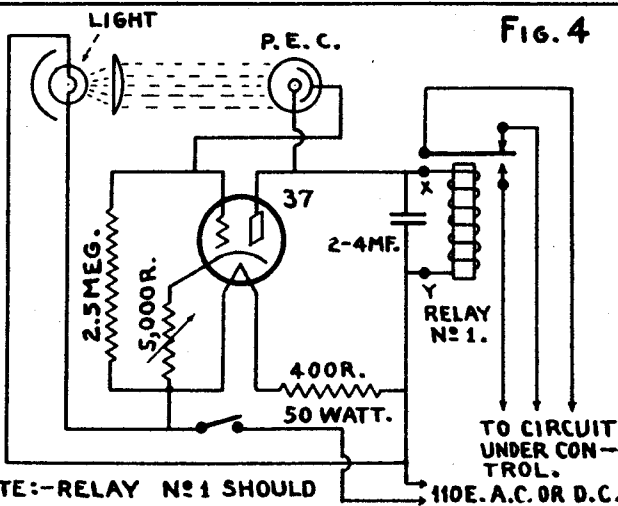 LIGHT
P.E.C.
FIG. 4
37
X
2-4MF.
Y
RELAY
Nº 1.
2.5MEG.
5,000R.
400R.
50 WATT.
TO CIRCUIT
UNDER CON-
TROL.
TE:-RELAY Nº 1 SHOULD
110E. A.C. OR D.C.